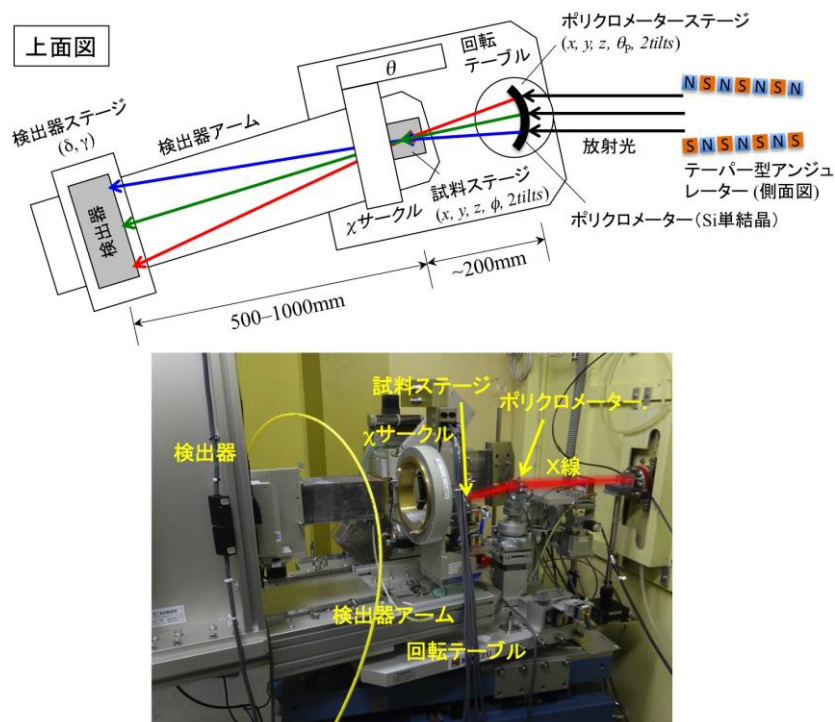 上面図
検出器ステージ
(δ, γ)
検出器アーム
検出器
θ
回転
テーブル
ポリクロメーターステージ
(x, y, z, θP, 2tilts)
N S N S N S N
S N S N S N S
放射光
テーパー型アンジュ
レーター (側面図)
試料ステージ
(x, y, z, ϕ, 2tilts)
χサークル
ポリクロメーター（Si単結晶）
~200mm
500–1000mm
試料ステージ
ポリクロメーター
χサークル
検出器
X線
検出器アーム
回転テーブル